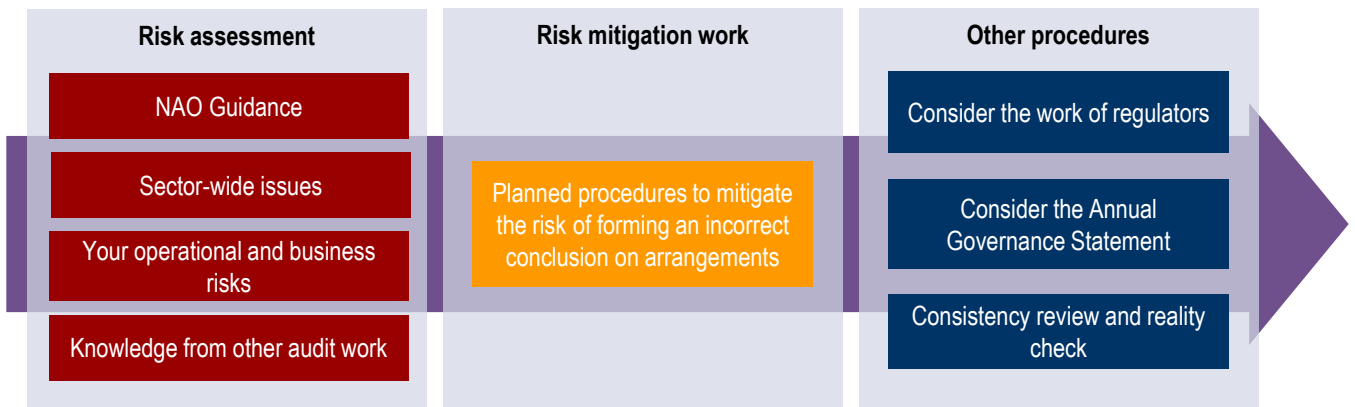 Risk assessment
NAO Guidance
Sector-wide issues
Your operational and business
risks
Knowledge from other audit work
Risk mitigation work
Planned procedures to mitigate
the risk of forming an incorrect
conclusion on arrangements
Other procedures
Consider the work of regulators
Consider the Annual
Governance Statement
Consistency review and reality
check